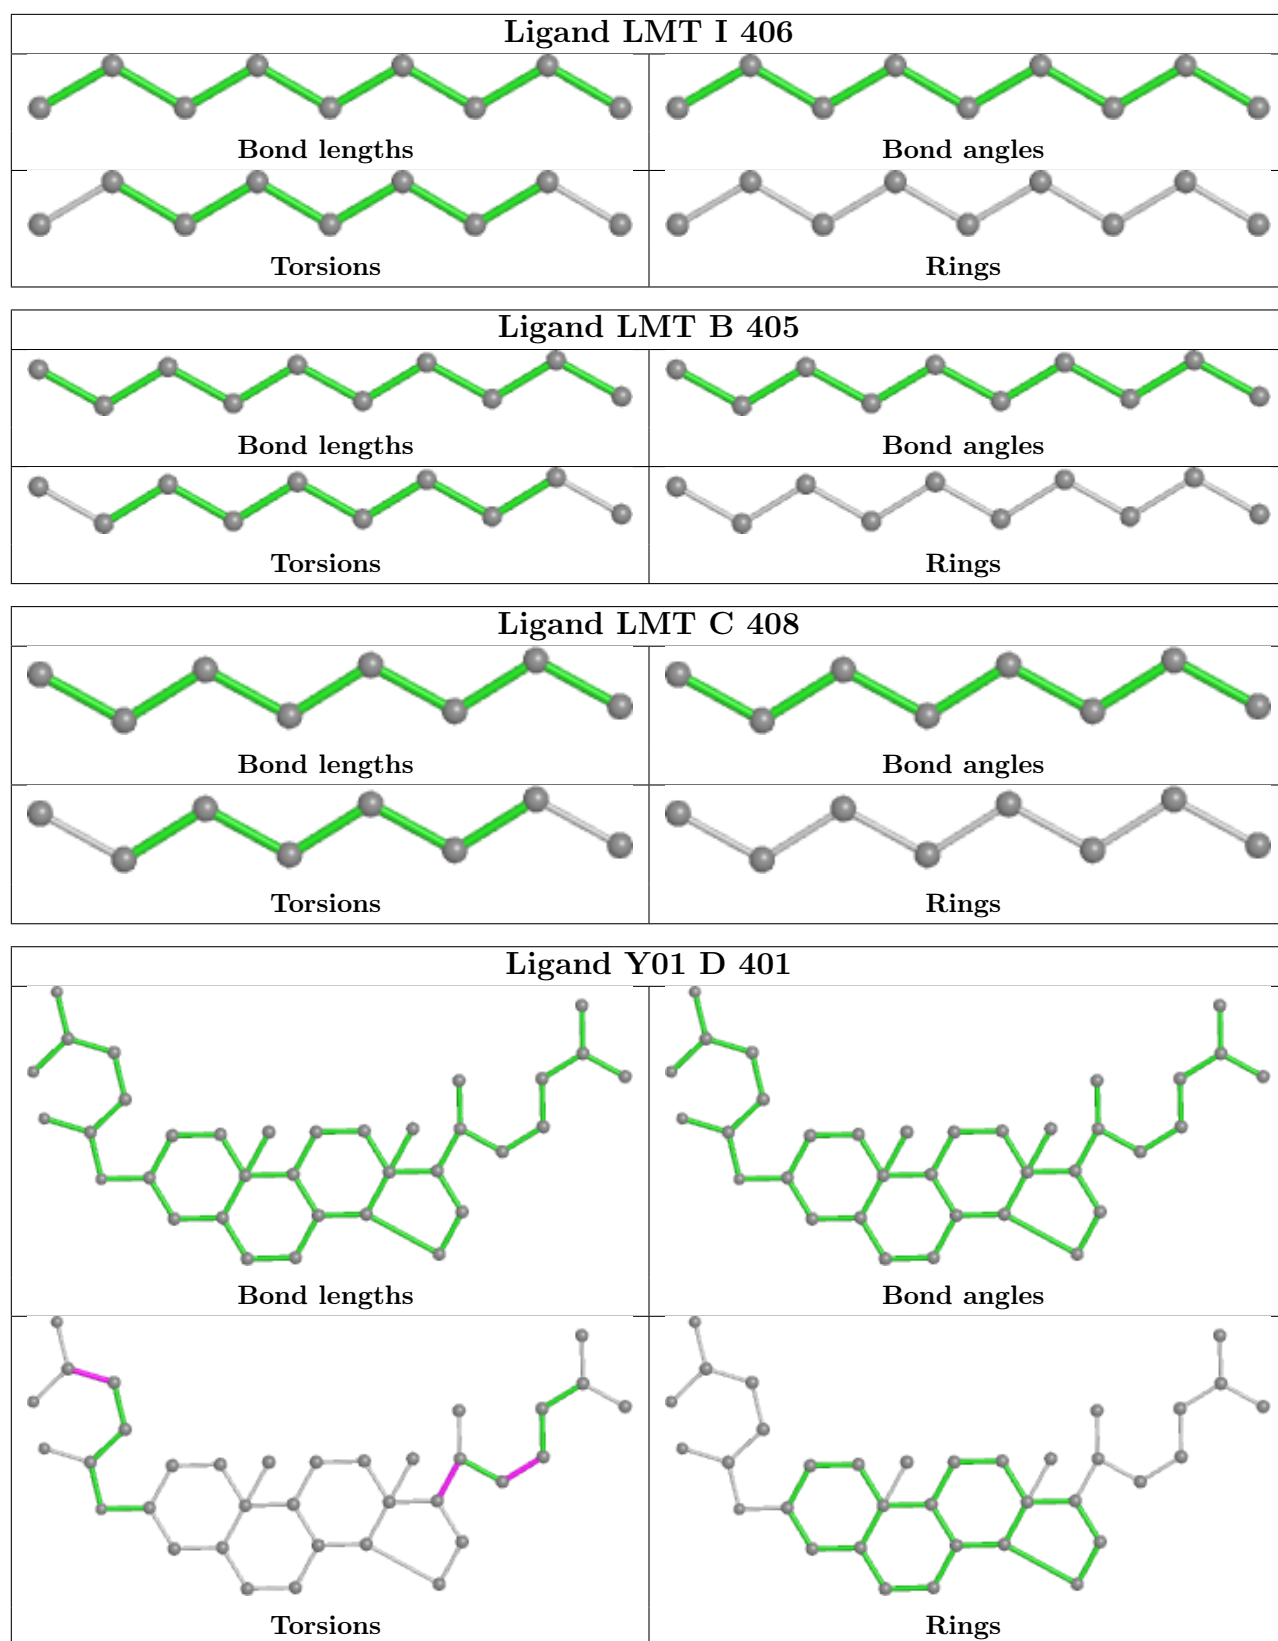 Ligand LMT I 406
Bond lengths Bond angles
Torsions Rings
Ligand LMT B 405
Bond lengths Bond angles
Torsions Rings
Ligand LMT C 408
Bond lengths Bond angles
Torsions Rings
Ligand Y01 D 401
Bond lengths Bond angles
Torsions Rings